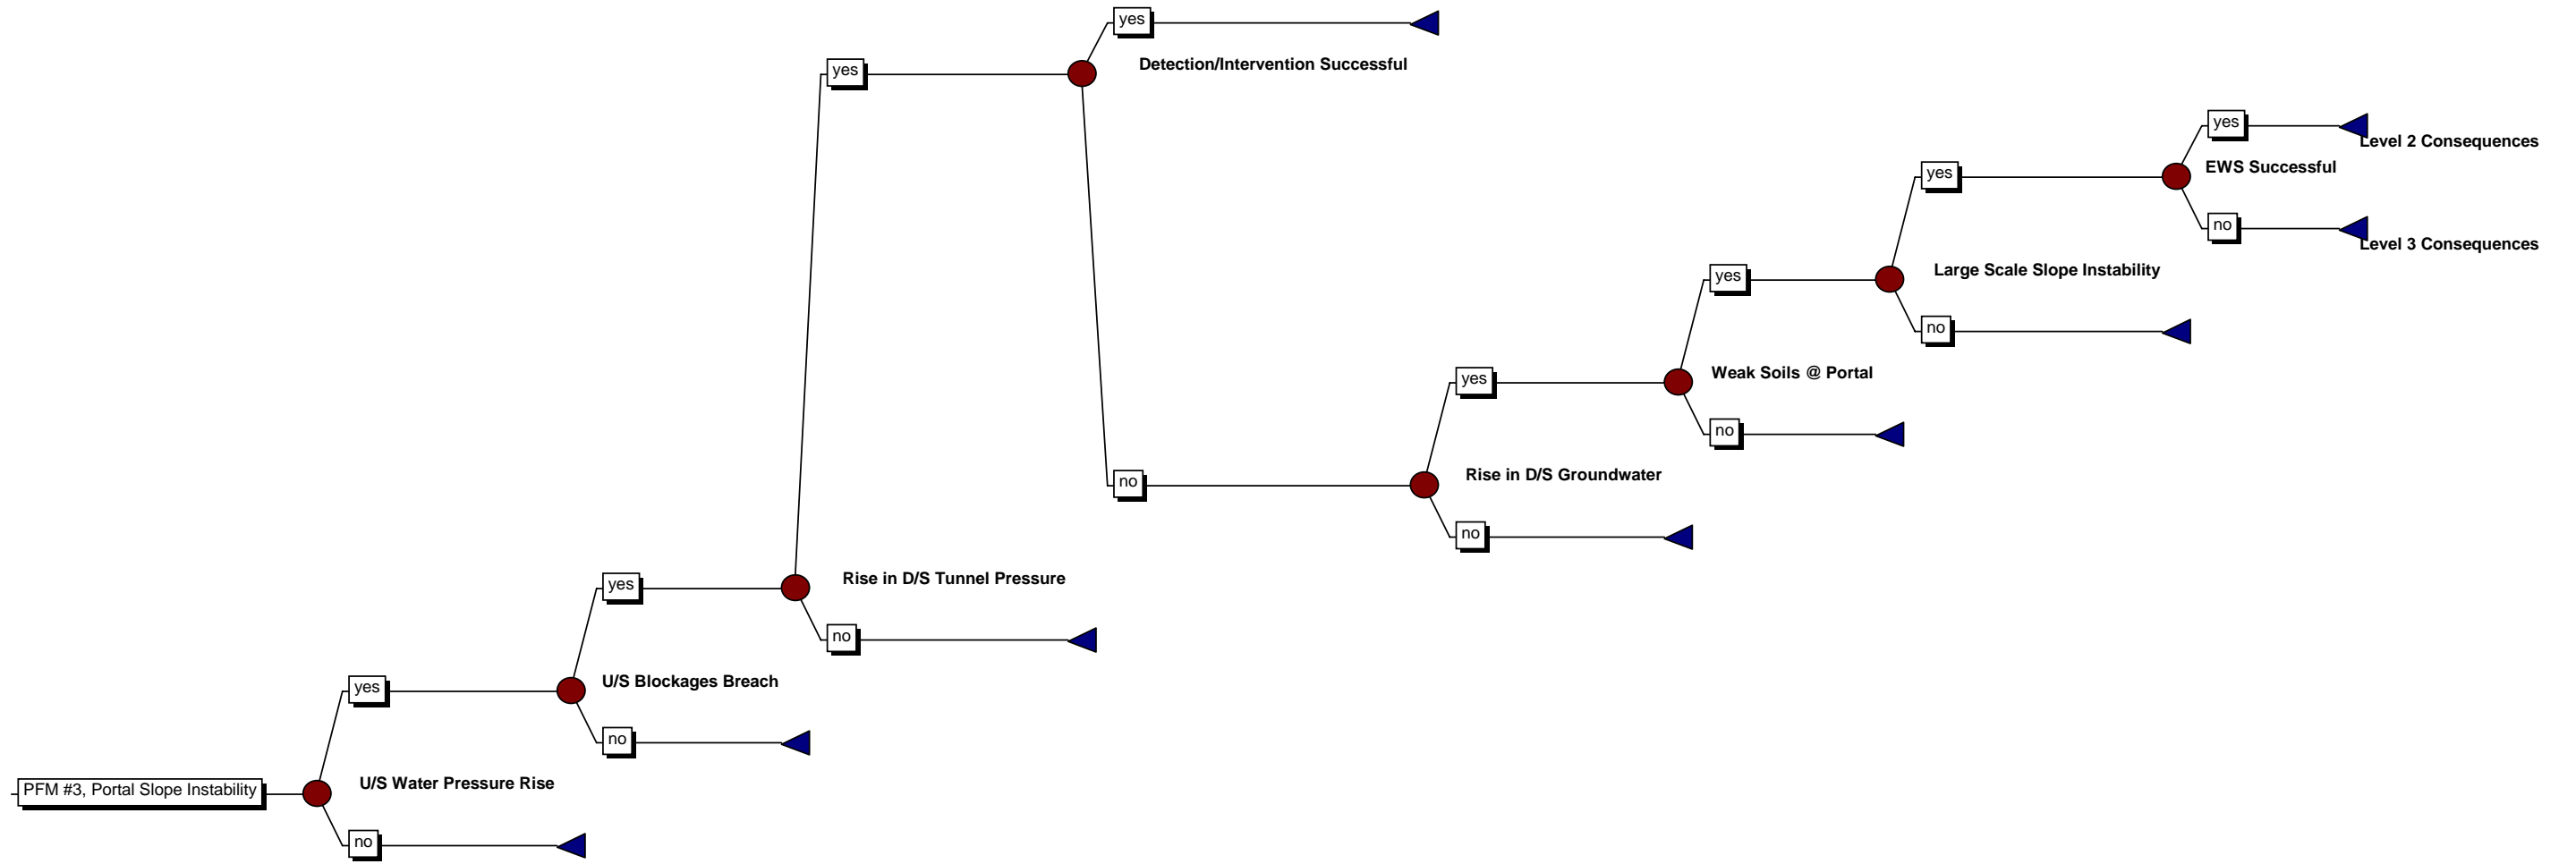 yes
Detection/Intervention Successful
yes
yes
Level 2 Consequences
EWS Successful
yes
no
Level 3 Consequences
Large Scale Slope Instability
yes
no
Weak Soils @ Portal
yes
no
Rise in D/S Groundwater
no
no
Rise in D/S Tunnel Pressure
yes
no
U/S Blockages Breach
yes
no
U/S Water Pressure Rise
PFM #3, Portal Slope Instability
no